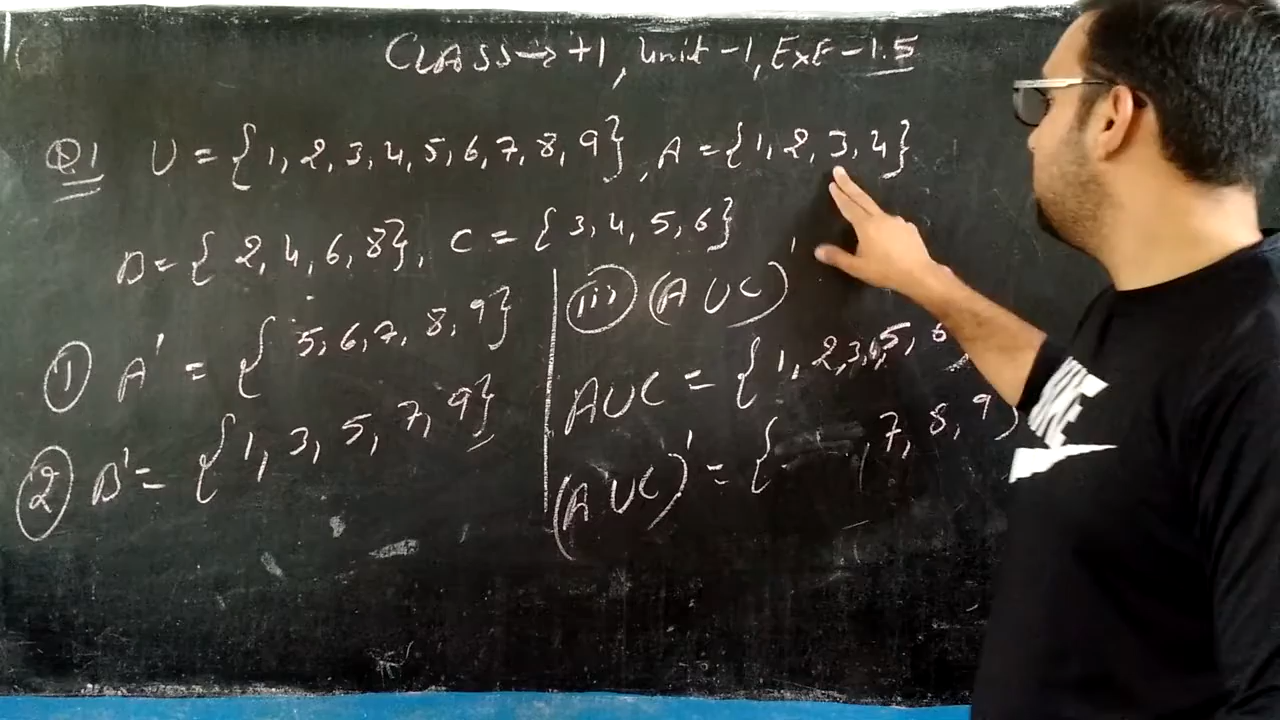 CLASS → +1, Unit - 1, EXE - 1.5
Q1 U = {1, 2, 3, 4, 5, 6, 7, 8, 9}, A = {1, 2, 3, 4}
B = {2, 4, 6, 8}, C = {3, 4, 5, 6}
① A' = {5, 6, 7, 8, 9}
② B' = {1, 3, 5, 7, 9}
iii) (A ∪ C)'
A ∪ C = {1, 2, 3, 4, 5, 6
(A ∪ C)' = { , 7, 8, 9}